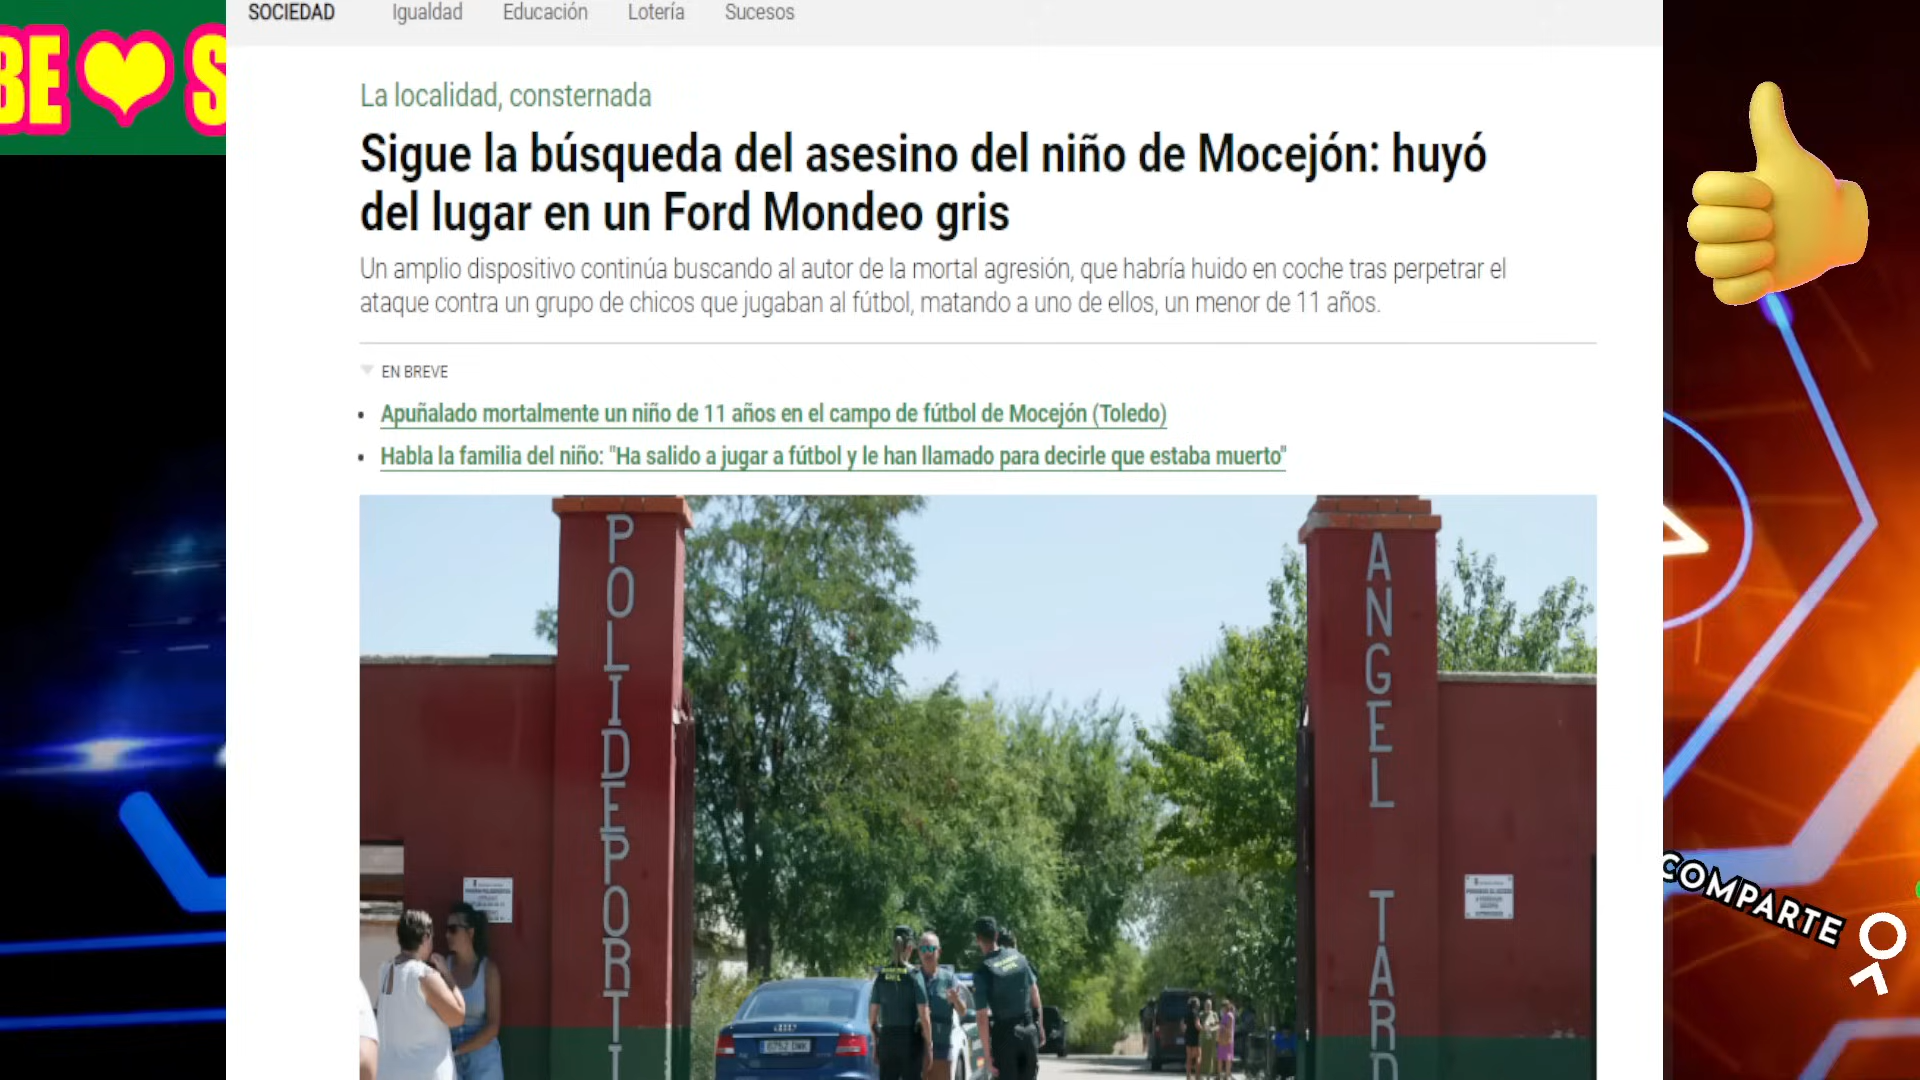 BE
S
SOCIEDAD Igualdad Educación Lotería Sucesos
La localidad, consternada
Sigue la búsqueda del asesino del niño de Mocejón: huyó
del lugar en un Ford Mondeo gris
Un amplio dispositivo continúa buscando al autor de la mortal agresión, que habría huido en coche tras perpetrar el
ataque contra un grupo de chicos que jugaban al fútbol, matando a uno de ellos, un menor de 11 años.
EN BREVE
Apuñalado mortalmente un niño de 11 años en el campo de fútbol de Mocejón (Toledo)
Habla la familia del niño: "Ha salido a jugar a fútbol y le han llamado para decirle que estaba muerto"
POLIDEPORTI
ANGEL TARD
COMPARTE